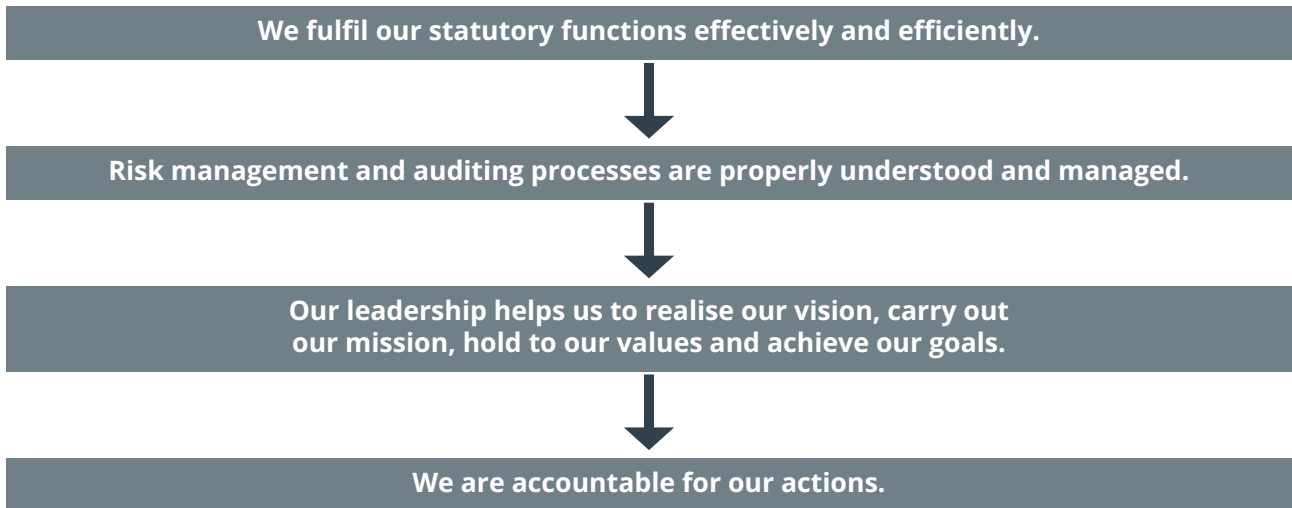 We fulfil our statutory functions effectively and efficiently.
Risk management and auditing processes are properly understood and managed.
Our leadership helps us to realise our vision, carry out
our mission, hold to our values and achieve our goals.
We are accountable for our actions.